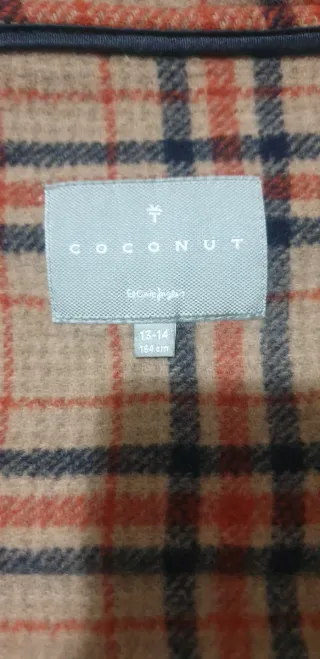 COCONUT
El Corte Inglés
13-14
164 cm